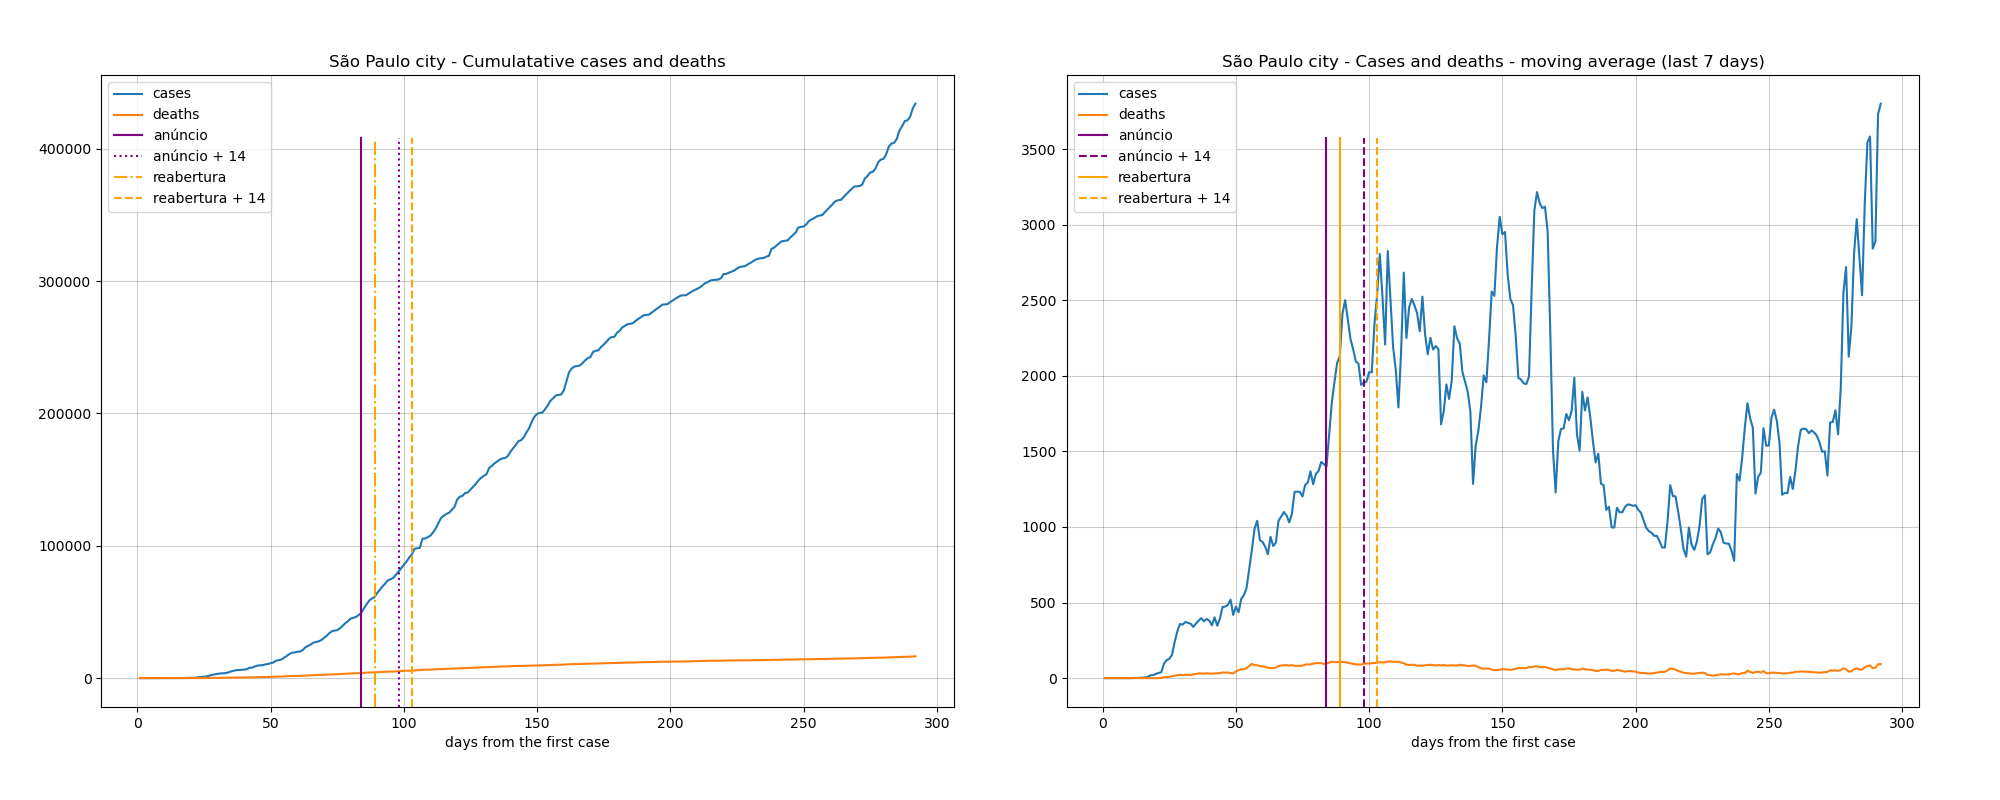 São Paulo city - Cumulatative cases and deaths
cases
deaths
anúncio
anúncio + 14
reabertura
reabertura + 14
400000
300000
200000
100000
0
0 50 100 150 200 250 300
days from the first case
São Paulo city - Cases and deaths - moving average (last 7 days)
cases
deaths
anúncio
anúncio + 14
reabertura
reabertura + 14
3500
3000
2500
2000
1500
1000
500
0
0 50 100 150 200 250 300
days from the first case